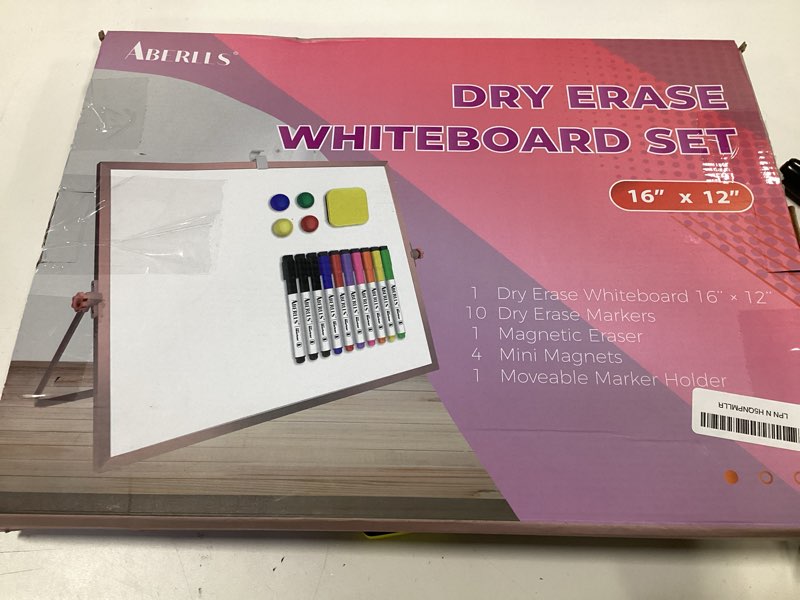 ABERLLS®
DRY ERASE
WHITEBOARD SET
16" x 12"
1 Dry Erase Whiteboard 16" × 12"
10 Dry Erase Markers
1 Magnetic Eraser
4 Mini Magnets
1 Moveable Marker Holder
LPN N H5QNPMLLR